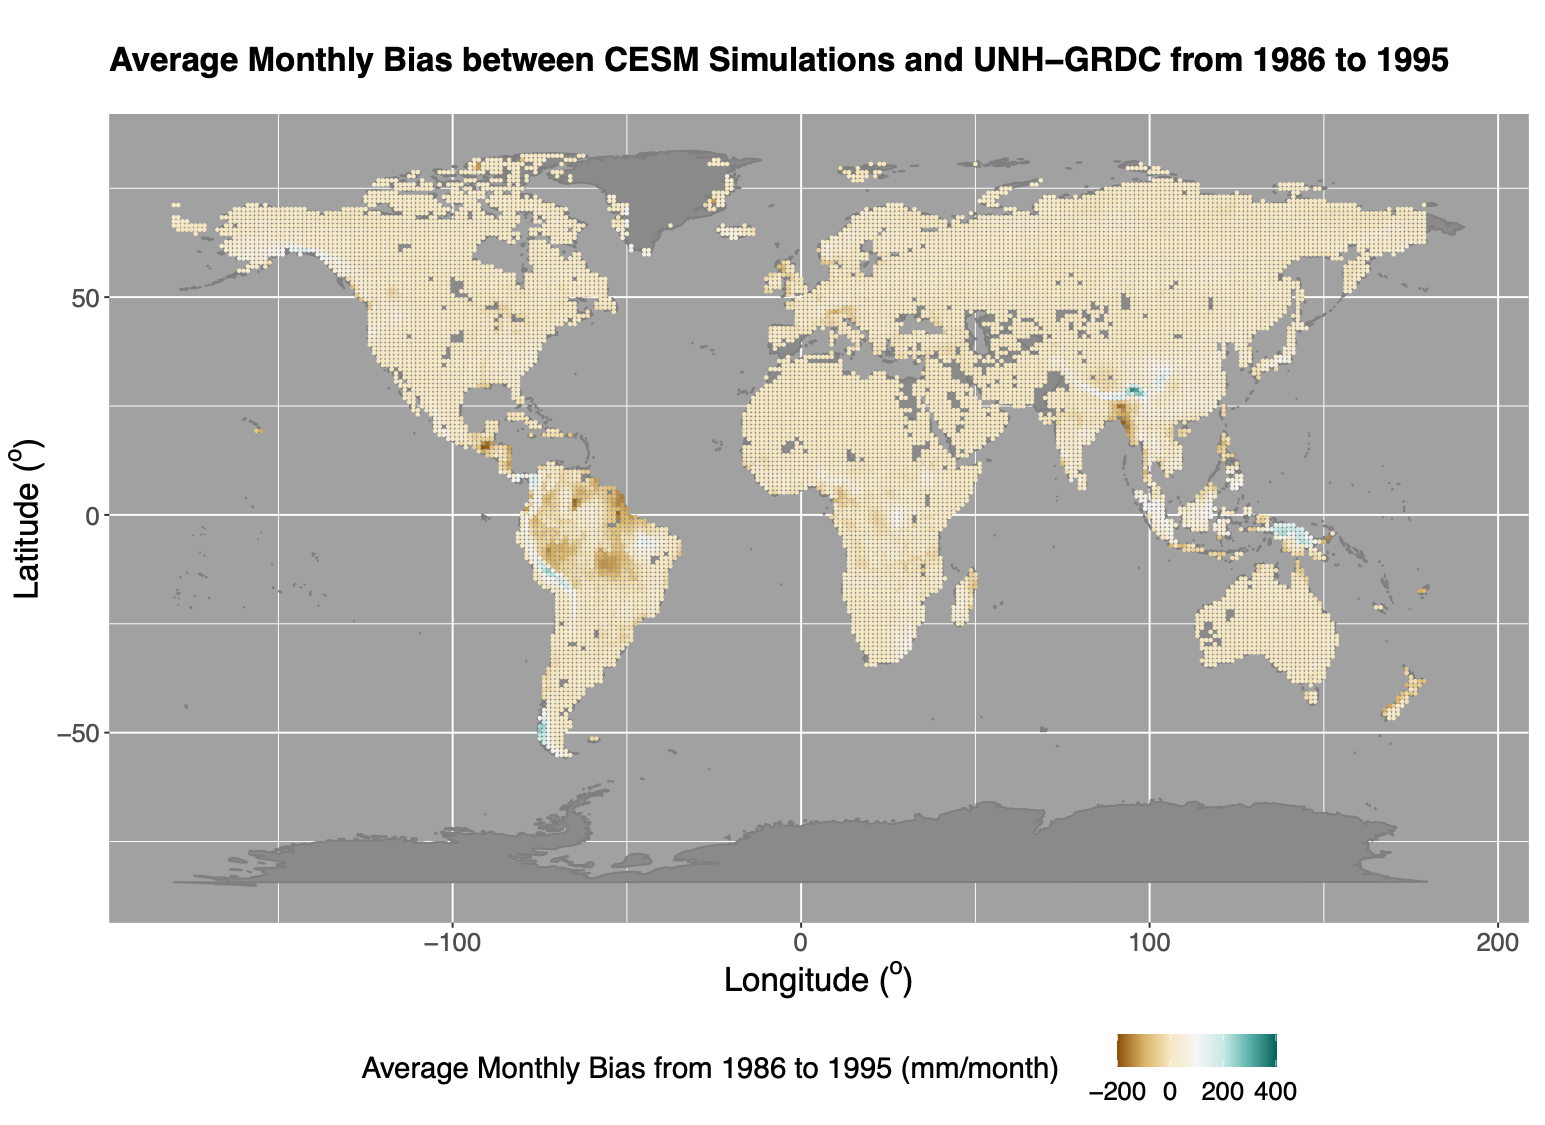 Average Monthly Bias between CESM Simulations and UNH−GRDC from 1986 to 1995
Latitude (o)
50
0
−50
−100 0 100 200
Longitude (o)
Average Monthly Bias from 1986 to 1995 (mm/month)
−200 0 200 400